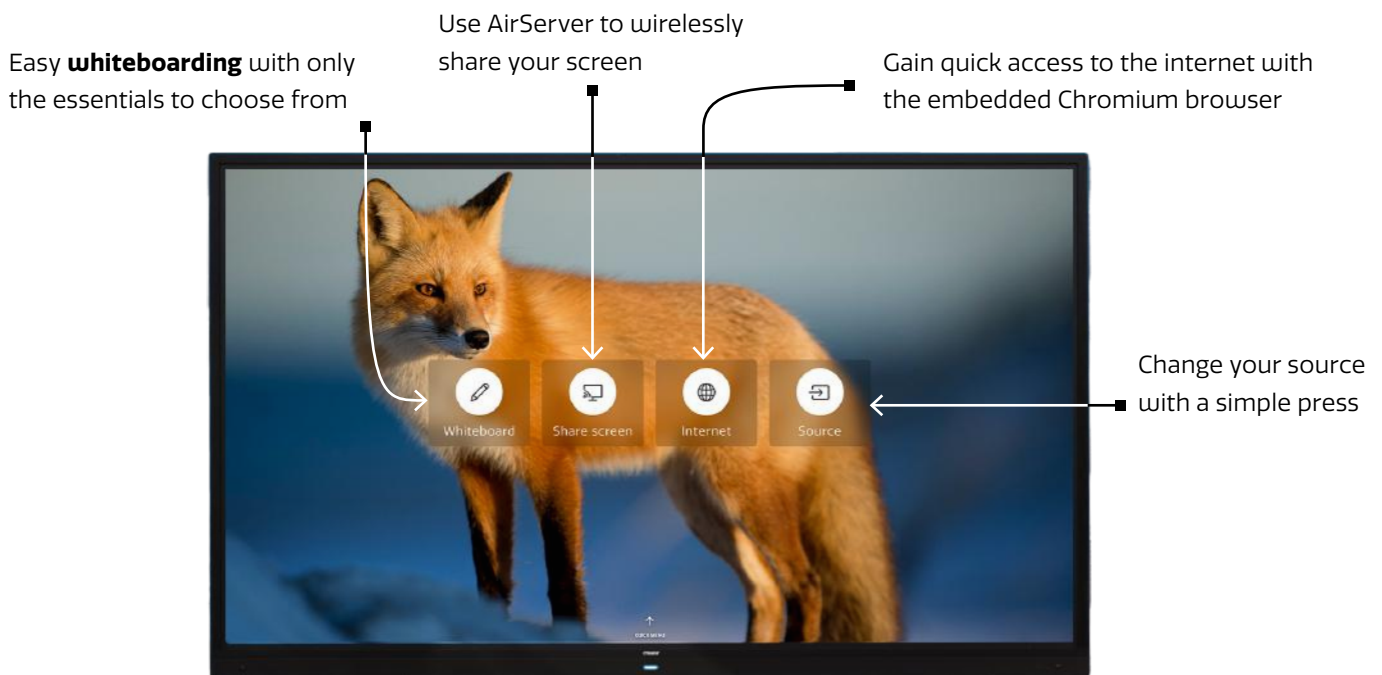 Use AirServer to wirelessly
share your screen
Easy whiteboarding with only
the essentials to choose from
Gain quick access to the internet with
the embedded Chromium browser
Change your source
with a simple press
Whiteboard
Share screen
Internet
Source